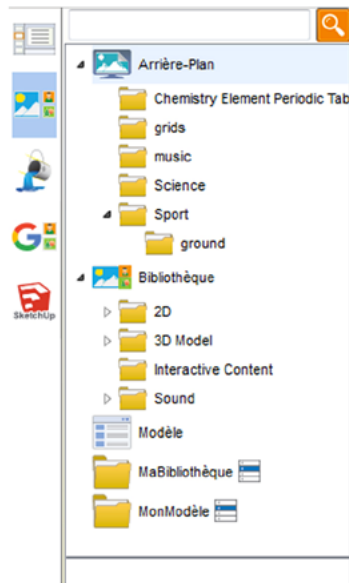 Arrière-Plan
Chemistry Element Periodic Tab
grids
music
Science
Sport
ground
Bibliothèque
2D
3D Model
Interactive Content
Sound
Modèle
MaBibliothèque
MonModèle
SketchUp